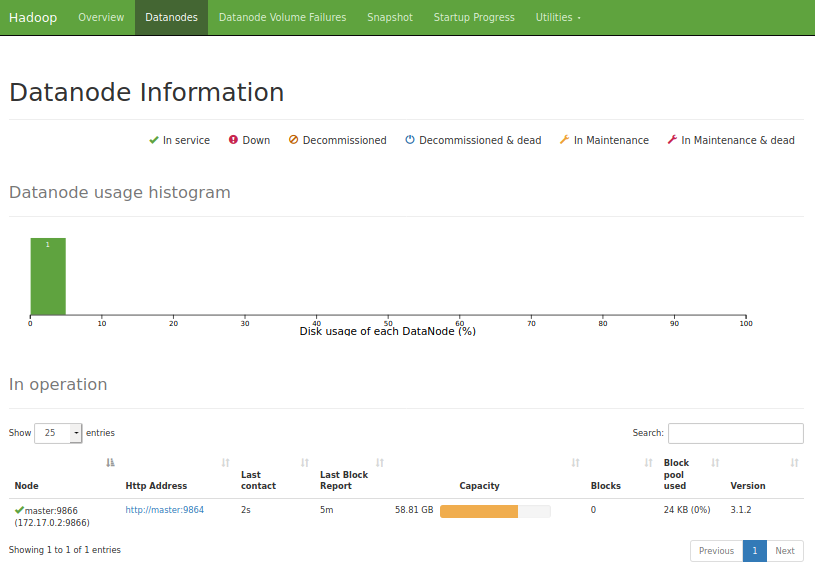 Hadoop Overview Datanodes Datanode Volume Failures Snapshot Startup Progress Utilities
Datanode Information
In service Down Decommissioned Decommissioned & dead In Maintenance In Maintenance & dead
Datanode usage histogram
1
0 10 20 30 40 50 60 70 80 90 100
Disk usage of each DataNode (%)
In operation
Show 25 entries Search:
Node Http Address Last contact Last Block Report Capacity Blocks Block pool used Version
master:9866 (172.17.0.2:9866) http://master:9864 2s 5m 58.81 GB 0 24 KB (0%) 3.1.2
Showing 1 to 1 of 1 entries Previous 1 Next